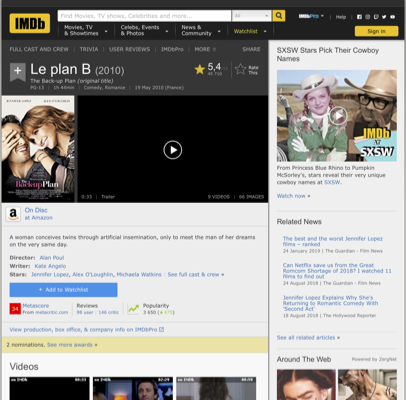 IMDb
Find Movies, TV shows, Celebrities and more...
All
IMDbPro
Help
Movies, TV & Showtimes
Celebs, Events & Photos
News & Community
Watchlist
Sign in
FULL CAST AND CREW | TRIVIA | USER REVIEWS | IMDbPro | MORE
SHARE
Le plan B (2010)
The Back-up Plan (original title)
PG-13 | 1h 44min | Comedy, Romance | 19 May 2010 (France)
5,4
Rate This
Back-up Plan
0:33 | Trailer
9 VIDEOS | 66 IMAGES
On Disc
at Amazon
A woman conceives twins through artificial insemination, only to meet the man of her dreams
on the very same day.
Director: Alan Poul
Writer: Kate Angelo
Stars: Jennifer Lopez, Alex O'Loughlin, Michaela Watkins | See full cast & crew »
+ Add to Watchlist
34
Metascore
From metacritic.com
Reviews
98 user | 146 critic
Popularity
View production, box office, & company info on IMDbPro
2 nominations. See more awards »
Videos
SXSW Stars Pick Their Cowboy
Names
IMDb
AT
SXSW
From Princess Blue Rhino to Pumpkin
McSorley's, stars reveal their very unique
cowboy names at SXSW.
Watch now »
Related News
The best and the worst Jennifer Lopez
films – ranked
24 January 2019 | The Guardian - Film News
Can Netflix save us from the Great
Romcom Shortage of 2018? I watched 11
films to find out
24 August 2018 | The Guardian - Film News
Jennifer Lopez Explains Why She's
Returning to Romantic Comedy With
'Second Act'
18 August 2018 | The Hollywood Reporter
See all related articles »
Around The Web
Powered by ZergNet